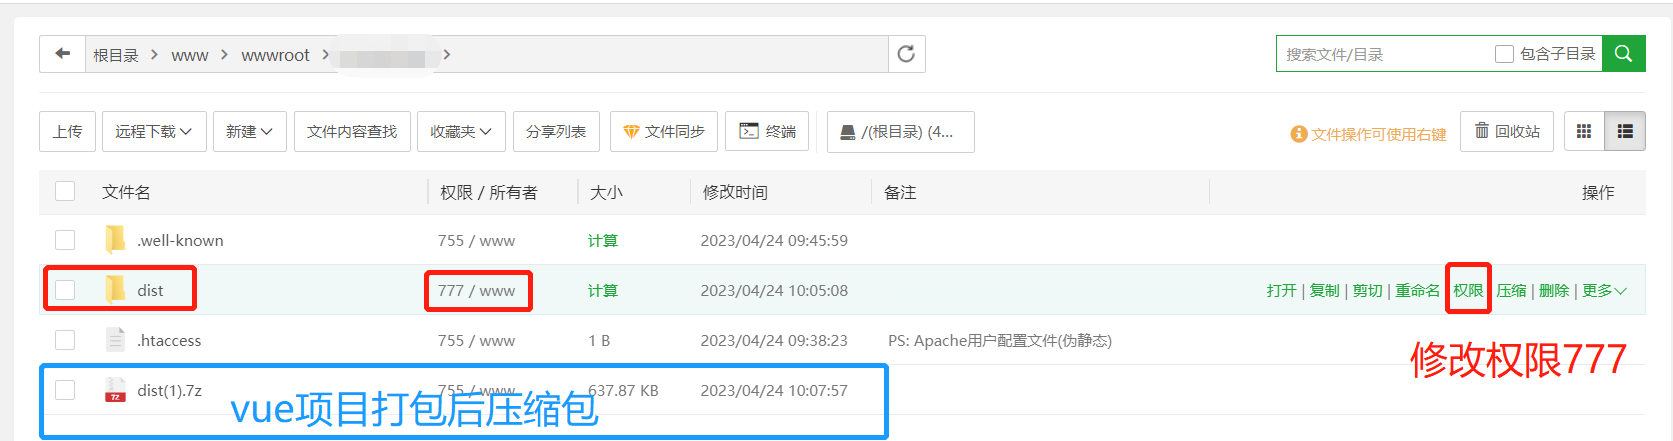 根目录 > www > wwwroot > >
搜索文件/目录 包含子目录
上传 远程下载 新建 文件内容查找 收藏夹 分享列表 文件同步 终端 /(根目录) (4... 文件操作可使用右键 回收站
文件名 权限 / 所有者 大小 修改时间 备注 操作
.well-known 755 / www 计算 2023/04/24 09:45:59
dist 777 / www 计算 2023/04/24 10:05:08 打开 | 复制 | 剪切 | 重命名 权限 压缩 | 删除 | 更多
.htaccess 755 / www 1 B 2023/04/24 09:38:23 PS: Apache用户配置文件(伪静态)
修改权限777
dist(1).7z 755 / www 637.87 KB 2023/04/24 10:07:57
vue项目打包后压缩包